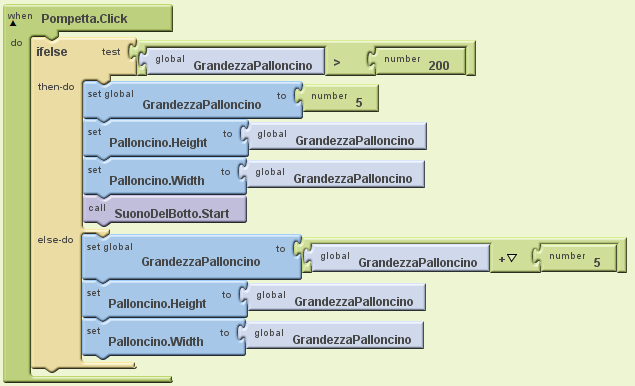 when Pompetta.Click
do
ifelse test global GrandezzaPalloncino > number 200
then-do set global GrandezzaPalloncino to number 5
set Palloncino.Height to global GrandezzaPalloncino
set Palloncino.Width to global GrandezzaPalloncino
call SuonoDelBotto.Start
else-do set global GrandezzaPalloncino to global GrandezzaPalloncino + number 5
set Palloncino.Height to global GrandezzaPalloncino
set Palloncino.Width to global GrandezzaPalloncino